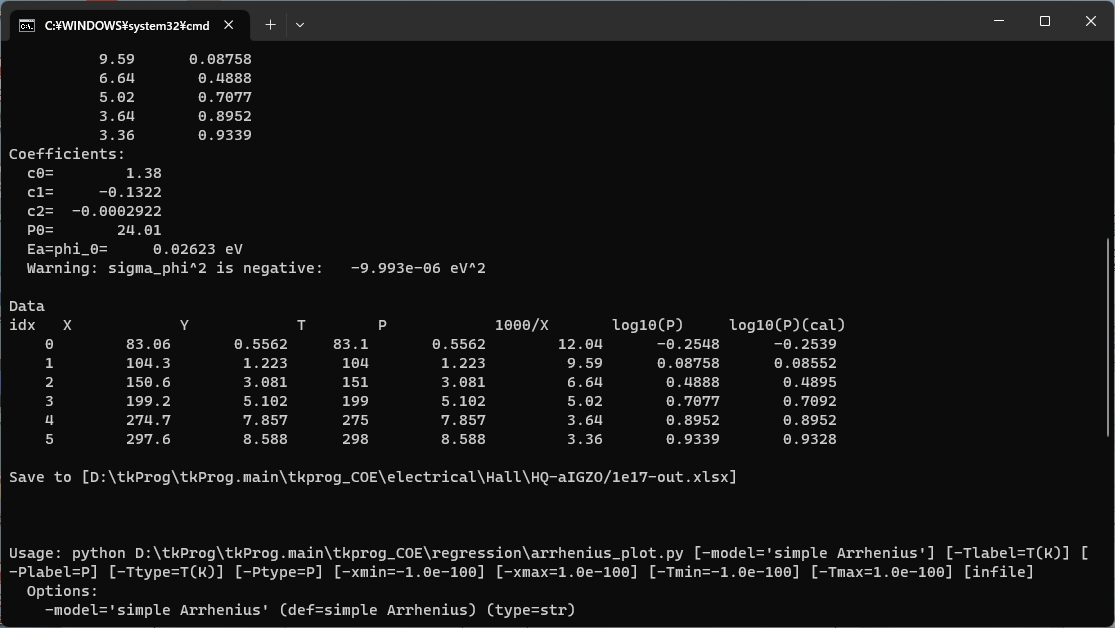 C:¥WINDOWS¥system32¥cmd
9.59 0.08758
6.64 0.4888
5.02 0.7077
3.64 0.8952
3.36 0.9339
Coefficients:
c0= 1.38
c1= -0.1322
c2= -0.0002922
P0= 24.01
Ea=phi_0= 0.02623 eV
Warning: sigma_phi^2 is negative: -9.993e-06 eV^2
Data
idx X Y T P 1000/X log10(P) log10(P)(cal)
0 83.06 0.5562 83.1 0.5562 12.04 -0.2548 -0.2539
1 104.3 1.223 104 1.223 9.59 0.08758 0.08552
2 150.6 3.081 151 3.081 6.64 0.4888 0.4895
3 199.2 5.102 199 5.102 5.02 0.7077 0.7092
4 274.7 7.857 275 7.857 3.64 0.8952 0.8952
5 297.6 8.588 298 8.588 3.36 0.9339 0.9328
Save to [D:\tkProg\tkProg.main\tkprog_COE\electrical\Hall\HQ-aIGZO/1e17-out.xlsx]
Usage: python D:\tkProg\tkProg.main\tkprog_COE\regression\arrhenius_plot.py [-model='simple Arrhenius'] [-Tlabel=T(K)] [
-Plabel=P] [-Ttype=T(K)] [-Ptype=P] [-xmin=-1.0e-100] [-xmax=1.0e-100] [-Tmin=-1.0e-100] [-Tmax=1.0e-100] [infile]
Options:
-model='simple Arrhenius' (def=simple Arrhenius) (type=str)